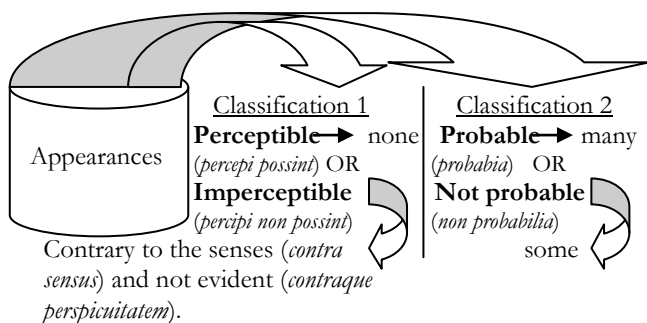 Appearances
Classification 1
Perceptible none
(percepi possint) OR
Imperceptible
(percipi non possint)
Contrary to the senses (contra
sensus) and not evident (contraque
perspicuitatem).
Classification 2
Probable many
(probabia) OR
Not probable
(non probabilia)
some